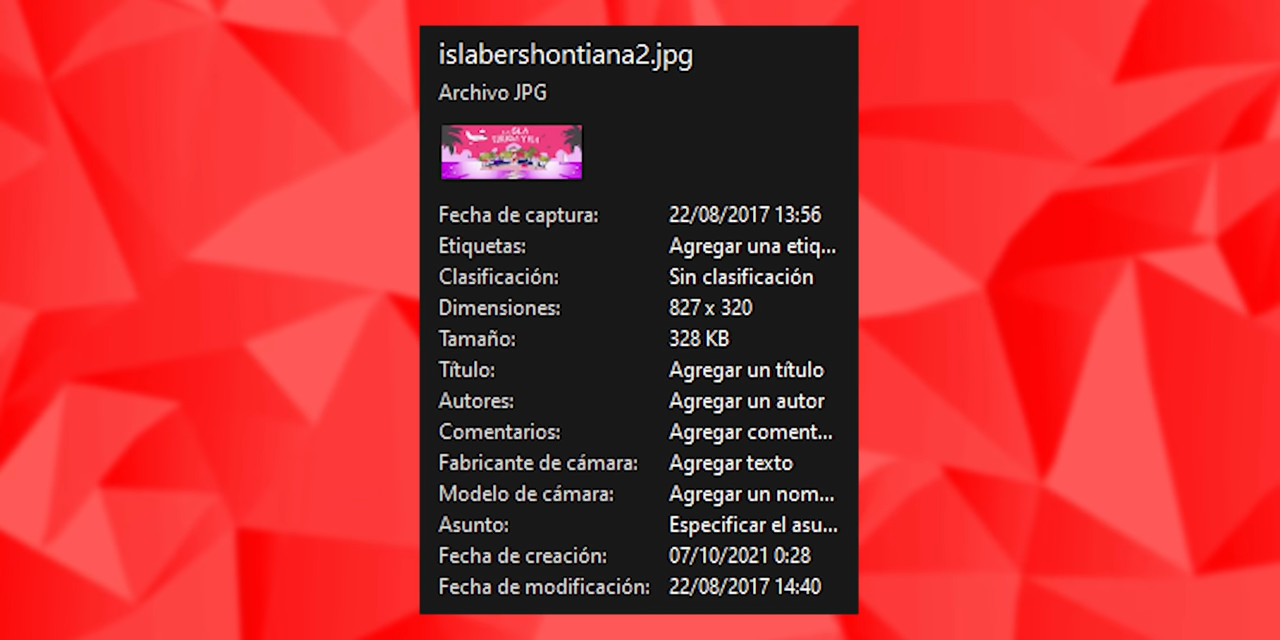 islabershontiana2.jpg
Archivo JPG
Fecha de captura: 22/08/2017 13:56
Etiquetas: Agregar una etiq...
Clasificación: Sin clasificación
Dimensiones: 827 x 320
Tamaño: 328 KB
Título: Agregar un título
Autores: Agregar un autor
Comentarios: Agregar coment...
Fabricante de cámara: Agregar texto
Modelo de cámara: Agregar un nom...
Asunto: Especificar el asu...
Fecha de creación: 07/10/2021 0:28
Fecha de modificación: 22/08/2017 14:40